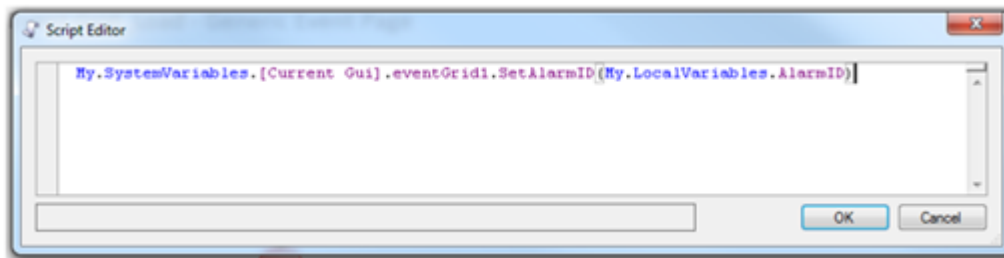 Script Editor
My.SystemVariables.[Current Gui].eventGrid1.SetAlarmID(My.LocalVariables.AlarmID)
OK Cancel